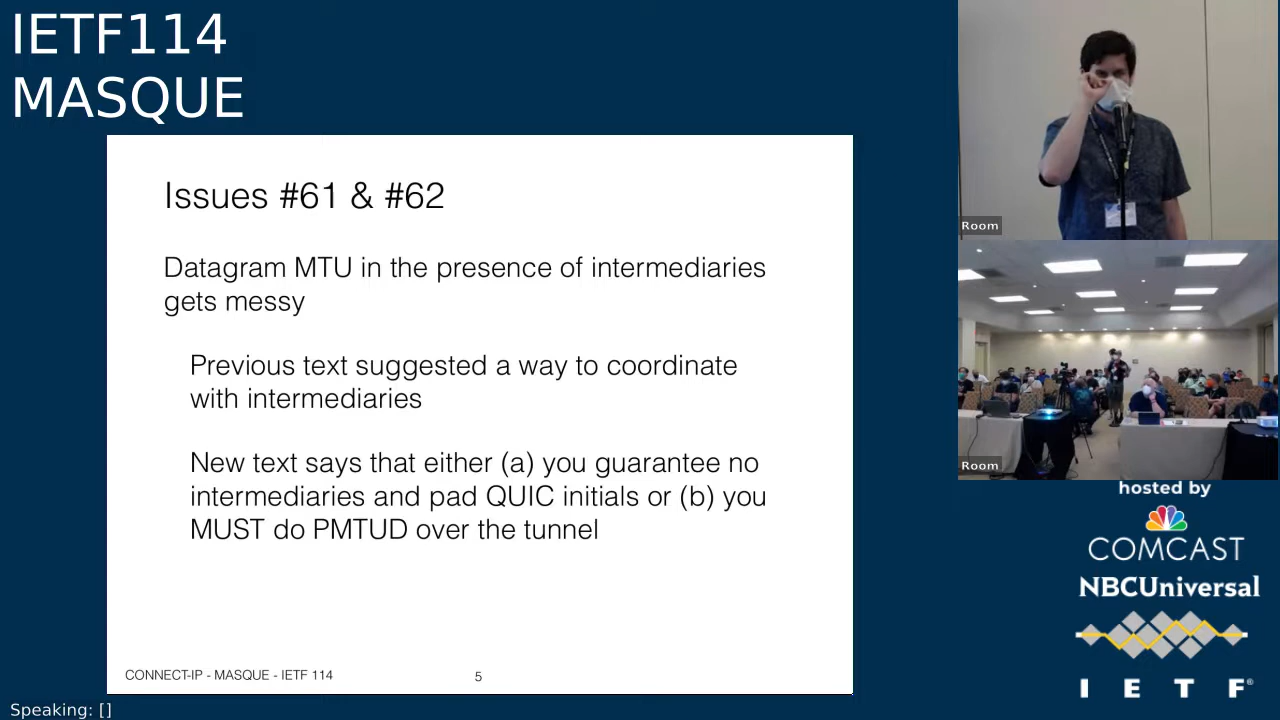 IETF114
MASQUE
Issues #61 & #62
Datagram MTU in the presence of intermediaries
gets messy
Previous text suggested a way to coordinate
with intermediaries
New text says that either (a) you guarantee no
intermediaries and pad QUIC initials or (b) you
MUST do PMTUD over the tunnel
CONNECT-IP - MASQUE - IETF 114
5
Room
Room
hosted by
COMCAST
NBCUniversal
I E T F®
Speaking: []